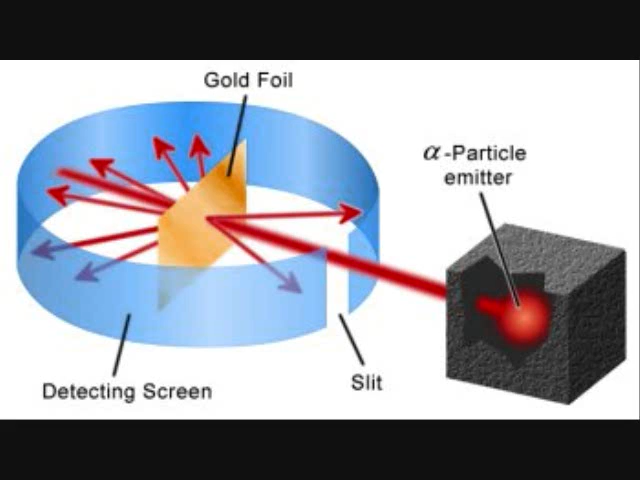 Gold Foil
α-Particle
emitter
Detecting Screen
Slit